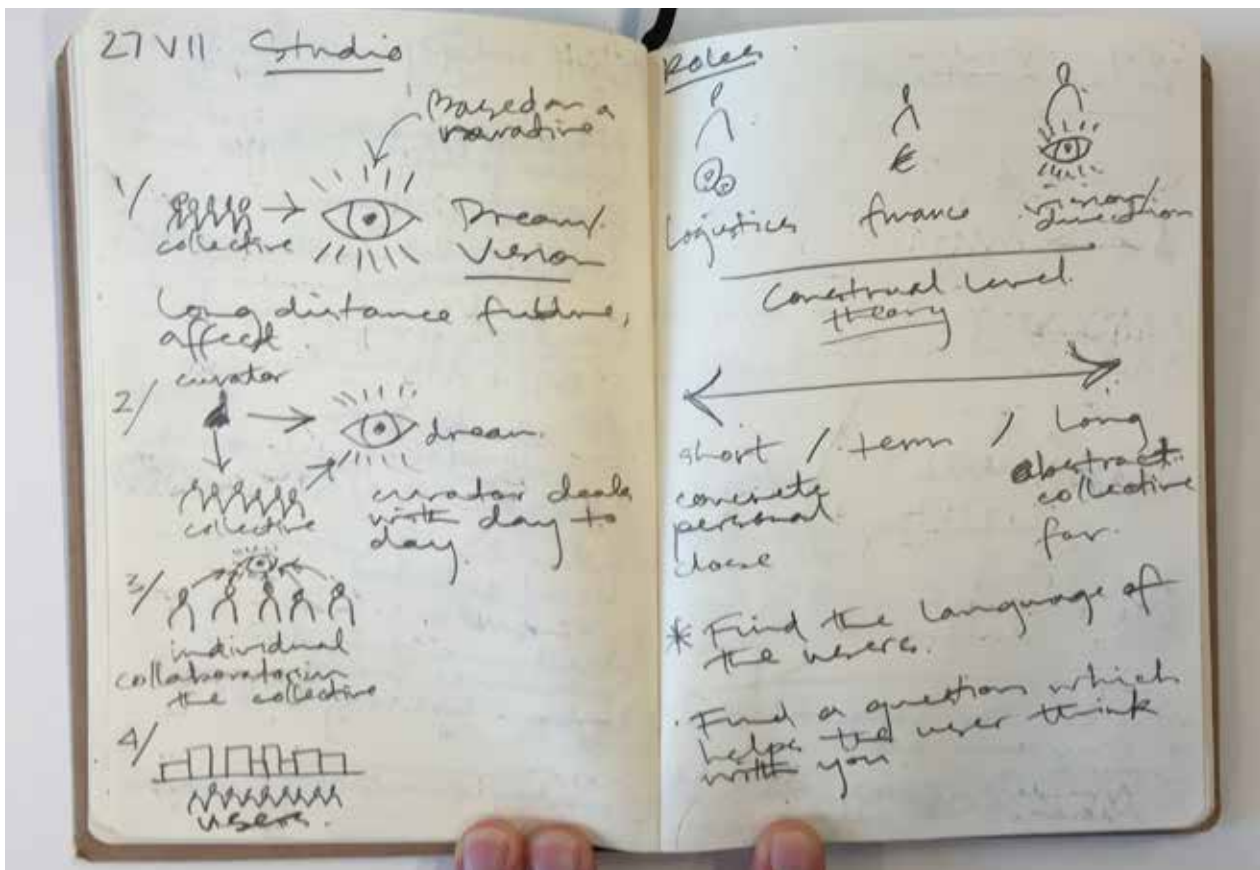 27 VII Studio
Based on a
narrative
1/
collective
Dream/
Vision
Long distance future,
affect.
curator
2/
dream.
collective
curator deals
with day to
day.
3/
individual
collaborator in
the collective
4/
users.
Roles
Logistics
€
finance
vision/
direction
Construal Level
theory
short / term / Long
concrete
personal
close
abstract
collective
far.
* Find the Language of
the users.
· Find a question which
helps the user think
with you